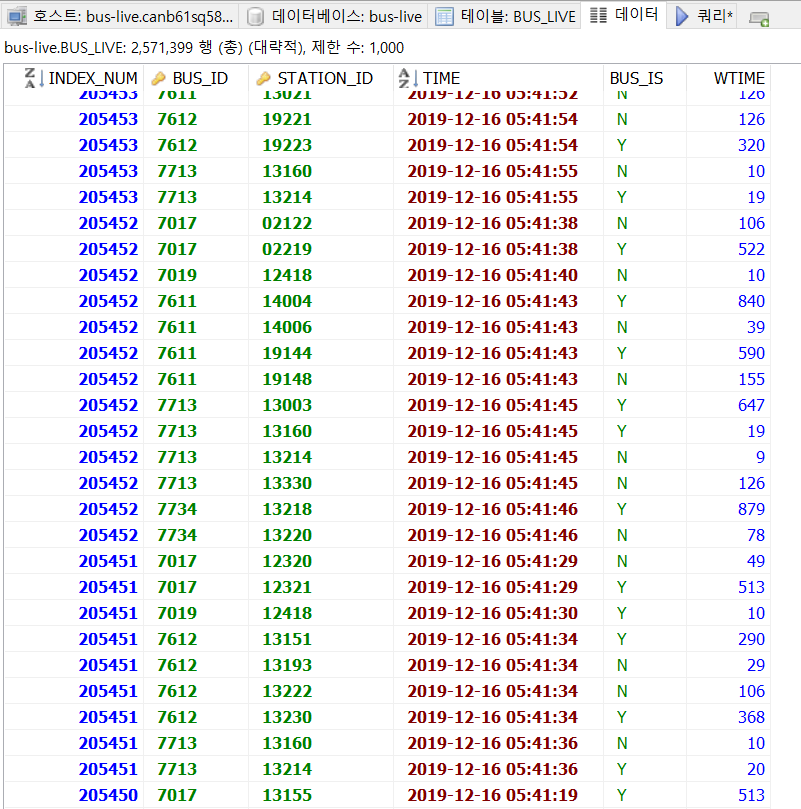 호스트: bus-live.canb61sq58... 데이터베이스: bus-live 테이블: BUS_LIVE 데이터 쿼리*
bus-live.BUS_LIVE: 2,571,399 행 (총) (대략적), 제한 수: 1,000
INDEX_NUM BUS_ID STATION_ID TIME BUS_IS WTIME
205453 7611 13021 2019-12-16 05:41:52 N 126
205453 7612 19221 2019-12-16 05:41:54 N 126
205453 7612 19223 2019-12-16 05:41:54 Y 320
205453 7713 13160 2019-12-16 05:41:55 N 10
205453 7713 13214 2019-12-16 05:41:55 Y 19
205452 7017 02122 2019-12-16 05:41:38 N 106
205452 7017 02219 2019-12-16 05:41:38 Y 522
205452 7019 12418 2019-12-16 05:41:40 N 10
205452 7611 14004 2019-12-16 05:41:43 Y 840
205452 7611 14006 2019-12-16 05:41:43 N 39
205452 7611 19144 2019-12-16 05:41:43 Y 590
205452 7611 19148 2019-12-16 05:41:43 N 155
205452 7713 13003 2019-12-16 05:41:45 Y 647
205452 7713 13160 2019-12-16 05:41:45 Y 19
205452 7713 13214 2019-12-16 05:41:45 N 9
205452 7713 13330 2019-12-16 05:41:45 N 126
205452 7734 13218 2019-12-16 05:41:46 Y 879
205452 7734 13220 2019-12-16 05:41:46 N 78
205451 7017 12320 2019-12-16 05:41:29 N 49
205451 7017 12321 2019-12-16 05:41:29 Y 513
205451 7019 12418 2019-12-16 05:41:30 Y 10
205451 7612 13151 2019-12-16 05:41:34 Y 290
205451 7612 13193 2019-12-16 05:41:34 N 29
205451 7612 13222 2019-12-16 05:41:34 N 106
205451 7612 13230 2019-12-16 05:41:34 Y 368
205451 7713 13160 2019-12-16 05:41:36 N 10
205451 7713 13214 2019-12-16 05:41:36 Y 20
205450 7017 13155 2019-12-16 05:41:19 Y 513